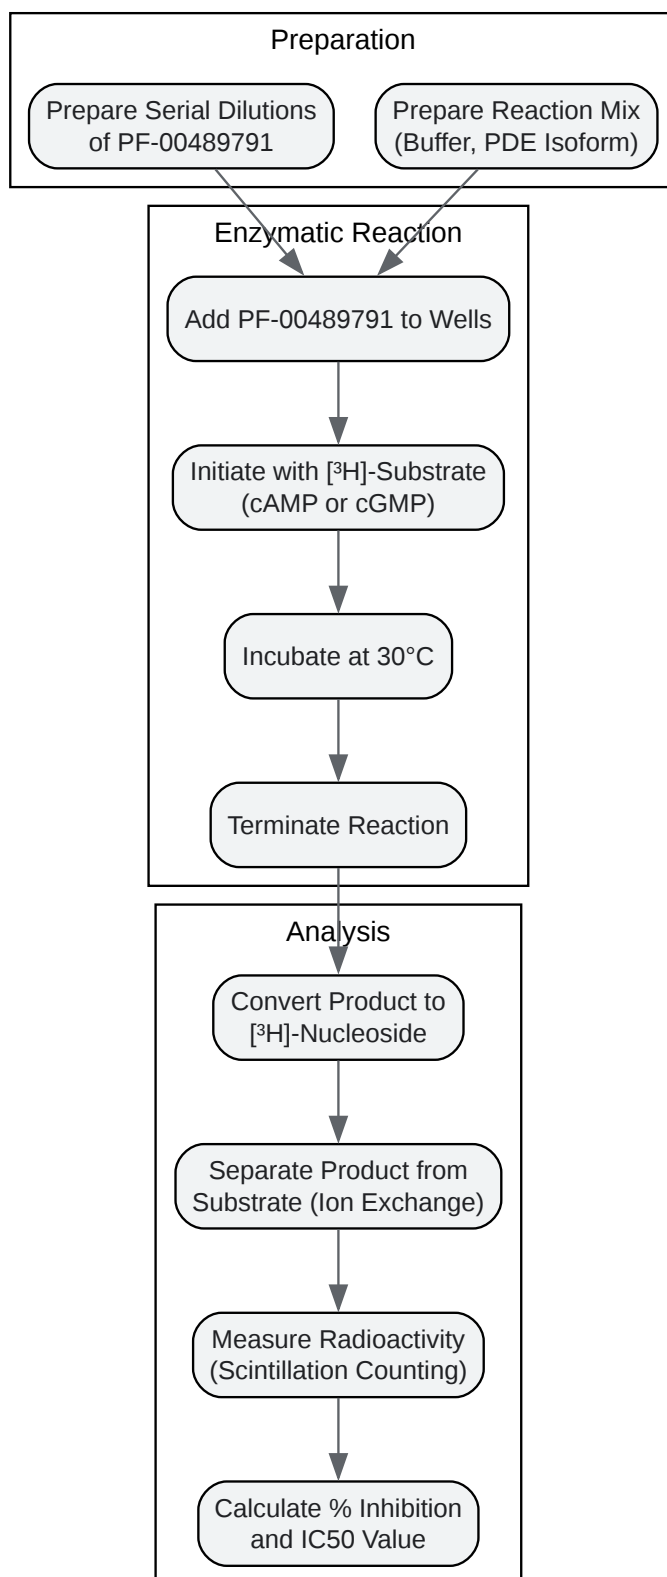 Preparation
Prepare Serial Dilutions
of PF-00489791
Prepare Reaction Mix
(Buffer, PDE Isoform)
Enzymatic Reaction
Add PF-00489791 to Wells
Initiate with [³H]-Substrate
(cAMP or cGMP)
Incubate at 30°C
Terminate Reaction
Analysis
Convert Product to
[³H]-Nucleoside
Separate Product from
Substrate (Ion Exchange)
Measure Radioactivity
(Scintillation Counting)
Calculate % Inhibition
and IC50 Value